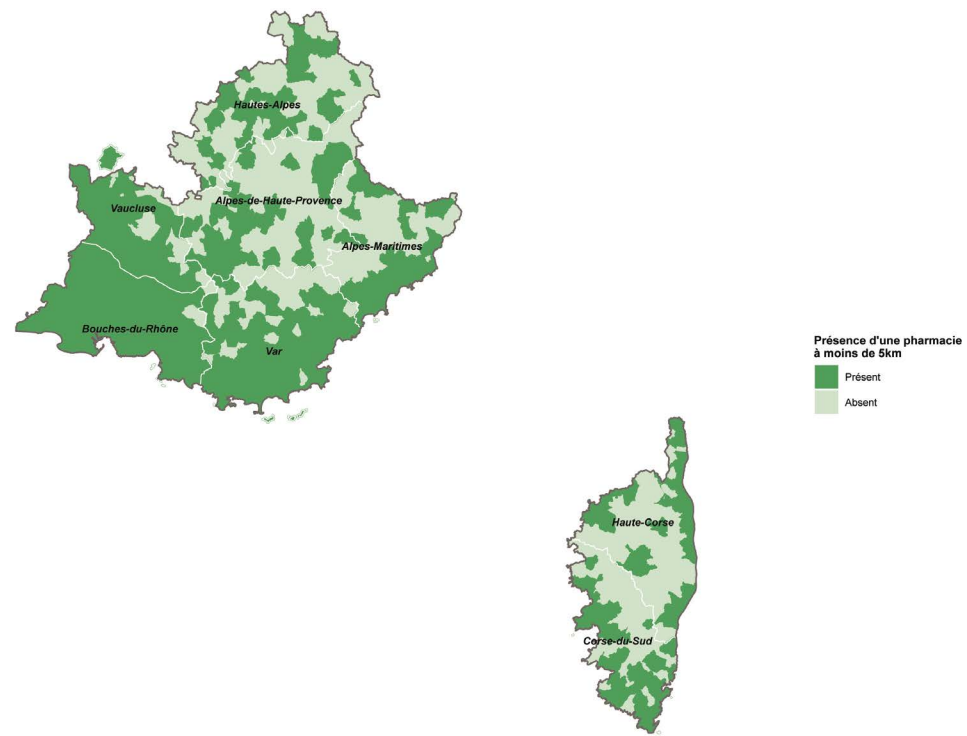 Hautes-Alpes
Alpes-de-Haute-Provence
Vaucluse
Alpes-Maritimes
Bouches-du-Rhône
Var
Présence d'une pharmacie
à moins de 5km
Présent
Absent
Haute-Corse
Corse-du-Sud